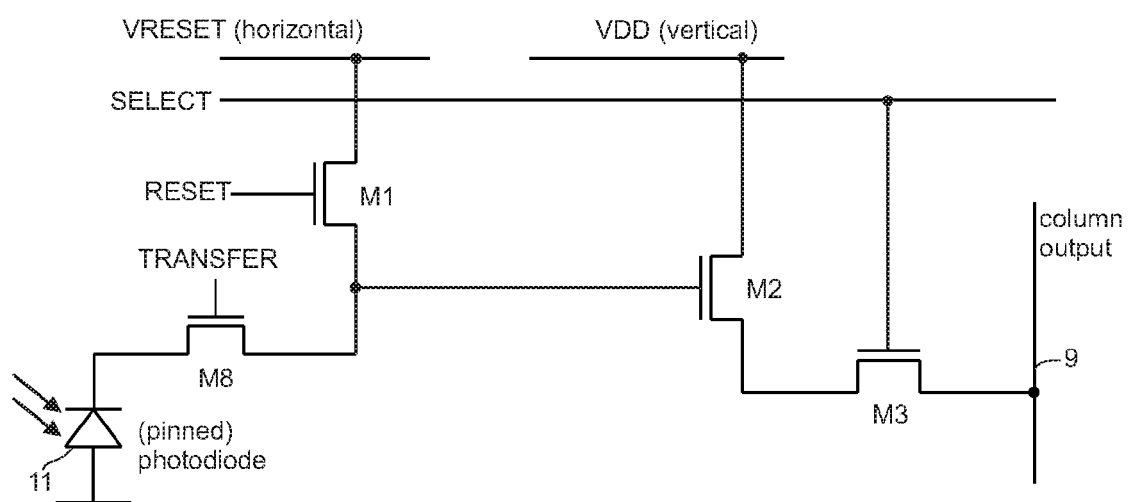 VRESET (horizontal)
VDD (vertical)
SELECT
RESET
M1
column
output
TRANSFER
M2
M8
9
M3
(pinned)
photodiode
11